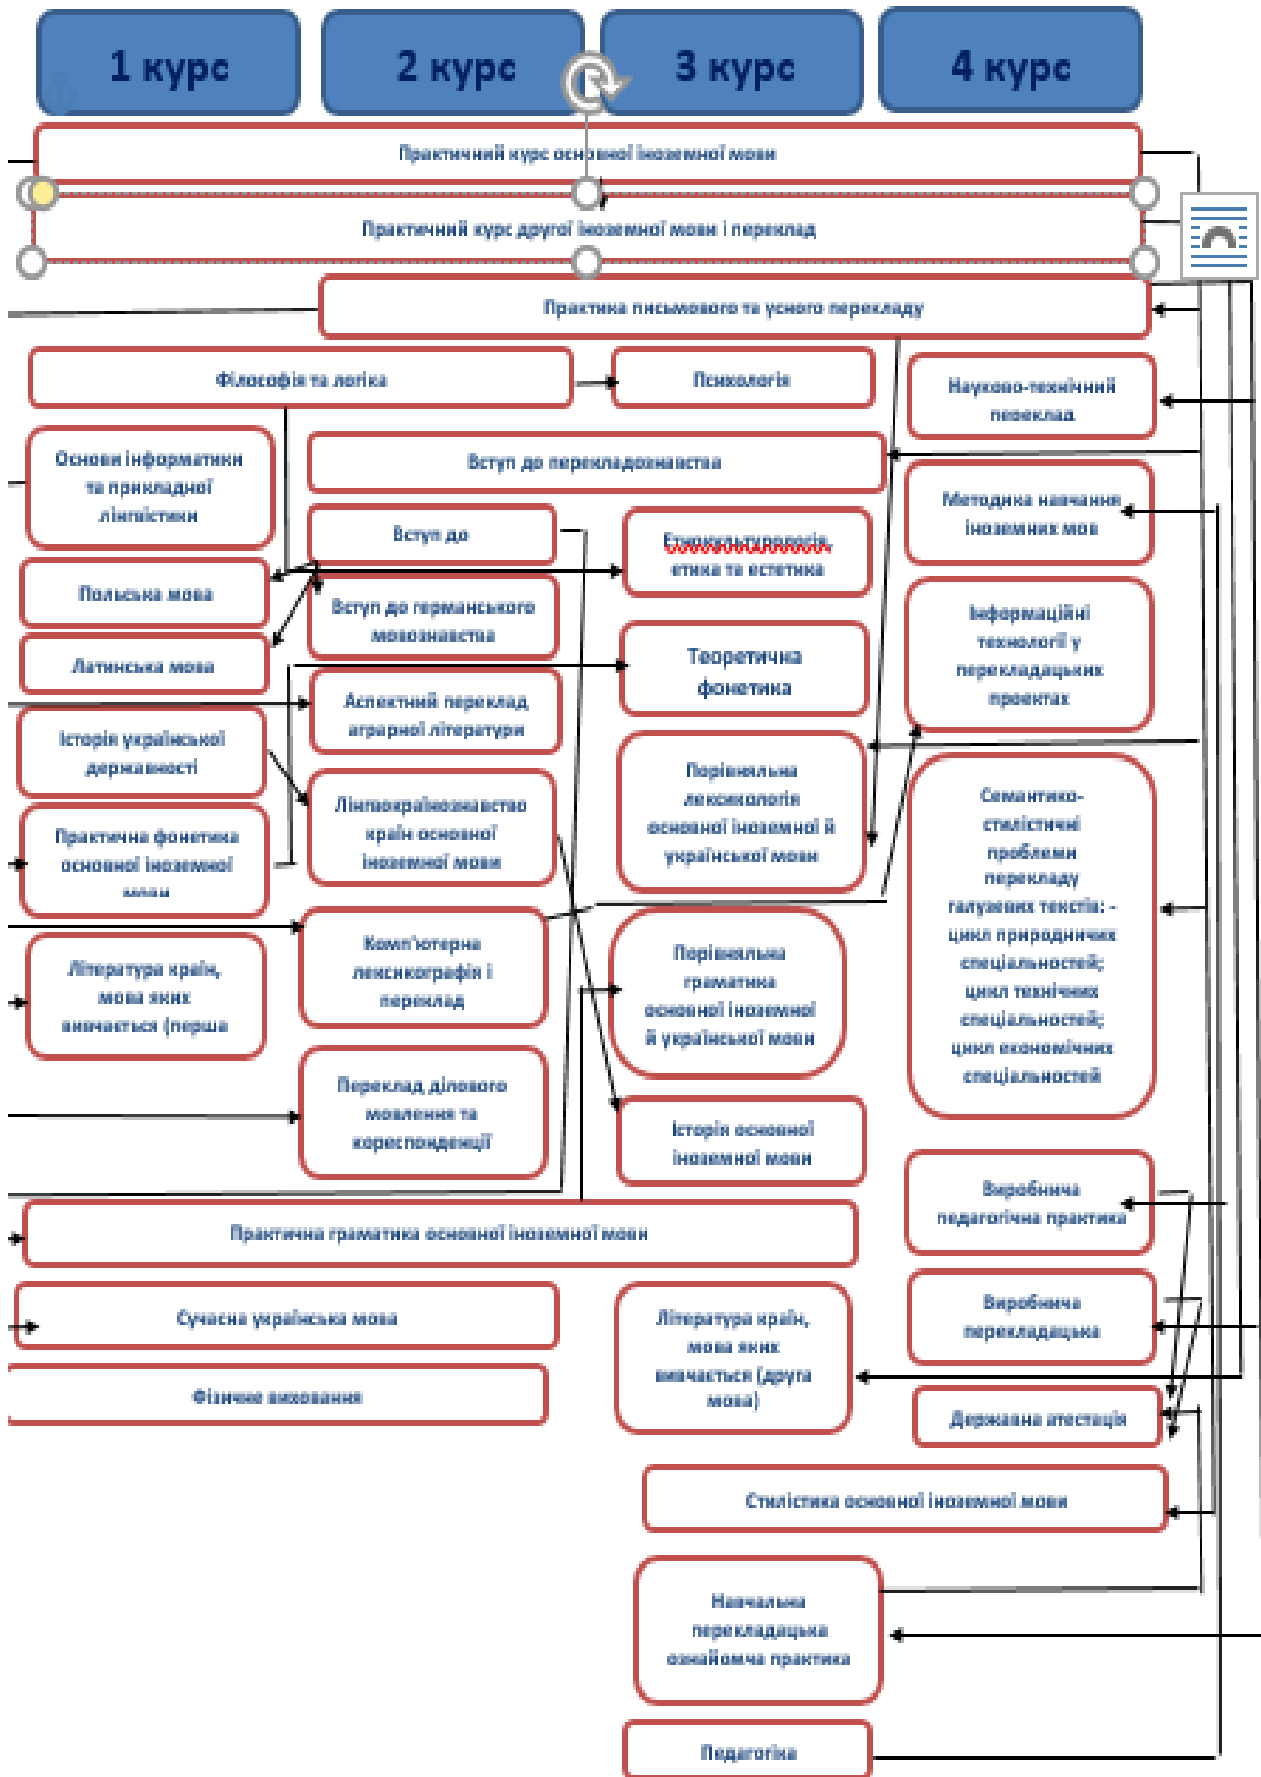 1 курс
2 курс
3 курс
4 курс
Практичний курс основної іноземної мови
Практичний курс другої іноземної мови і переклад
Практика письмового та усного перекладу
Філософія та логіка
Психологія
Науково-технічний
переклад
Основи інформатики
та прикладної
лінгвістики
Вступ до перекладознавства
Методика навчання
іноземних мов
Вступ до
Етнокультурологія,
етика та естетика
Польська мова
Вступ до германського
мовознавства
Інформаційні
технології у
перекладацьких
проектах
Латинська мова
Теоретична
фонетика
Аспектний переклад
аграрної літератури
Історія української
державності
Порівняльна
лексикологія
основної іноземної й
української мови
Семантико-
стилістичні
проблеми
перекладу
галузевих текстів: -
цикл природничих
спеціальностей;
цикл технічних
спеціальностей;
цикл економічних
спеціальностей
Лінгвокраїнознавство
країн основної
іноземної мови
Практична фонетика
основної іноземної
мови
Комп'ютерна
лексикографія і
переклад
Порівняльна
граматика
основної іноземної
й української мови
Література країн,
мова яких
вивчається (перша
Переклад ділового
мовлення та
кореспонденції
Історія основної
іноземної мови
Виробнича
педагогічна практика
Практична граматика основної іноземної мови
Виробнича
перекладацька
Сучасна українська мова
Література країн,
мова яких
вивчається (друга
мова)
Фізичне виховання
Державна атестація
Стилістика основної іноземної мови
Навчальна
перекладацька
ознайомча практика
Педагогіка